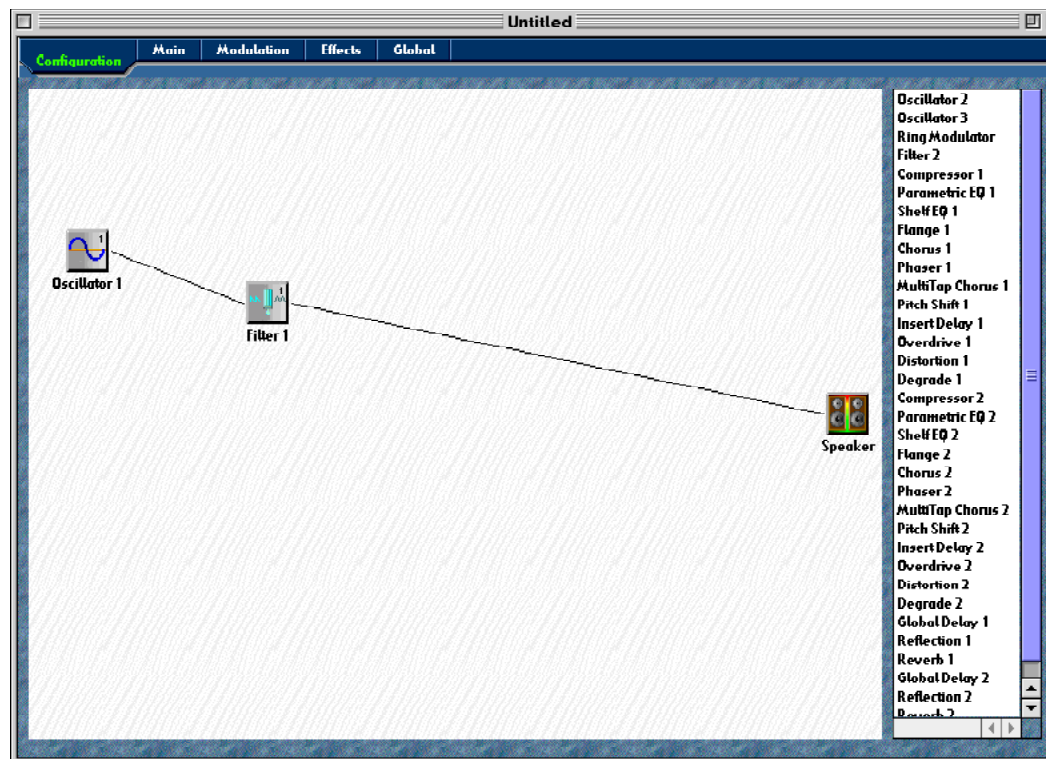 Untitled
Configuration
Main
Modulation
Effects
Global
1
Oscillator 1
1
Filter 1
Speaker
Oscillator 2
Oscillator 3
Ring Modulator
Filter 2
Compressor 1
Parametric EQ 1
Shelf EQ 1
Flange 1
Chorus 1
Phaser 1
MultiTap Chorus 1
Pitch Shift 1
Insert Delay 1
Overdrive 1
Distortion 1
Degrade 1
Compressor 2
Parametric EQ 2
Shelf EQ 2
Flange 2
Chorus 2
Phaser 2
MultiTap Chorus 2
Pitch Shift 2
Insert Delay 2
Overdrive 2
Distortion 2
Degrade 2
Global Delay 1
Reflection 1
Reverb 1
Global Delay 2
Reflection 2
Reverb 2